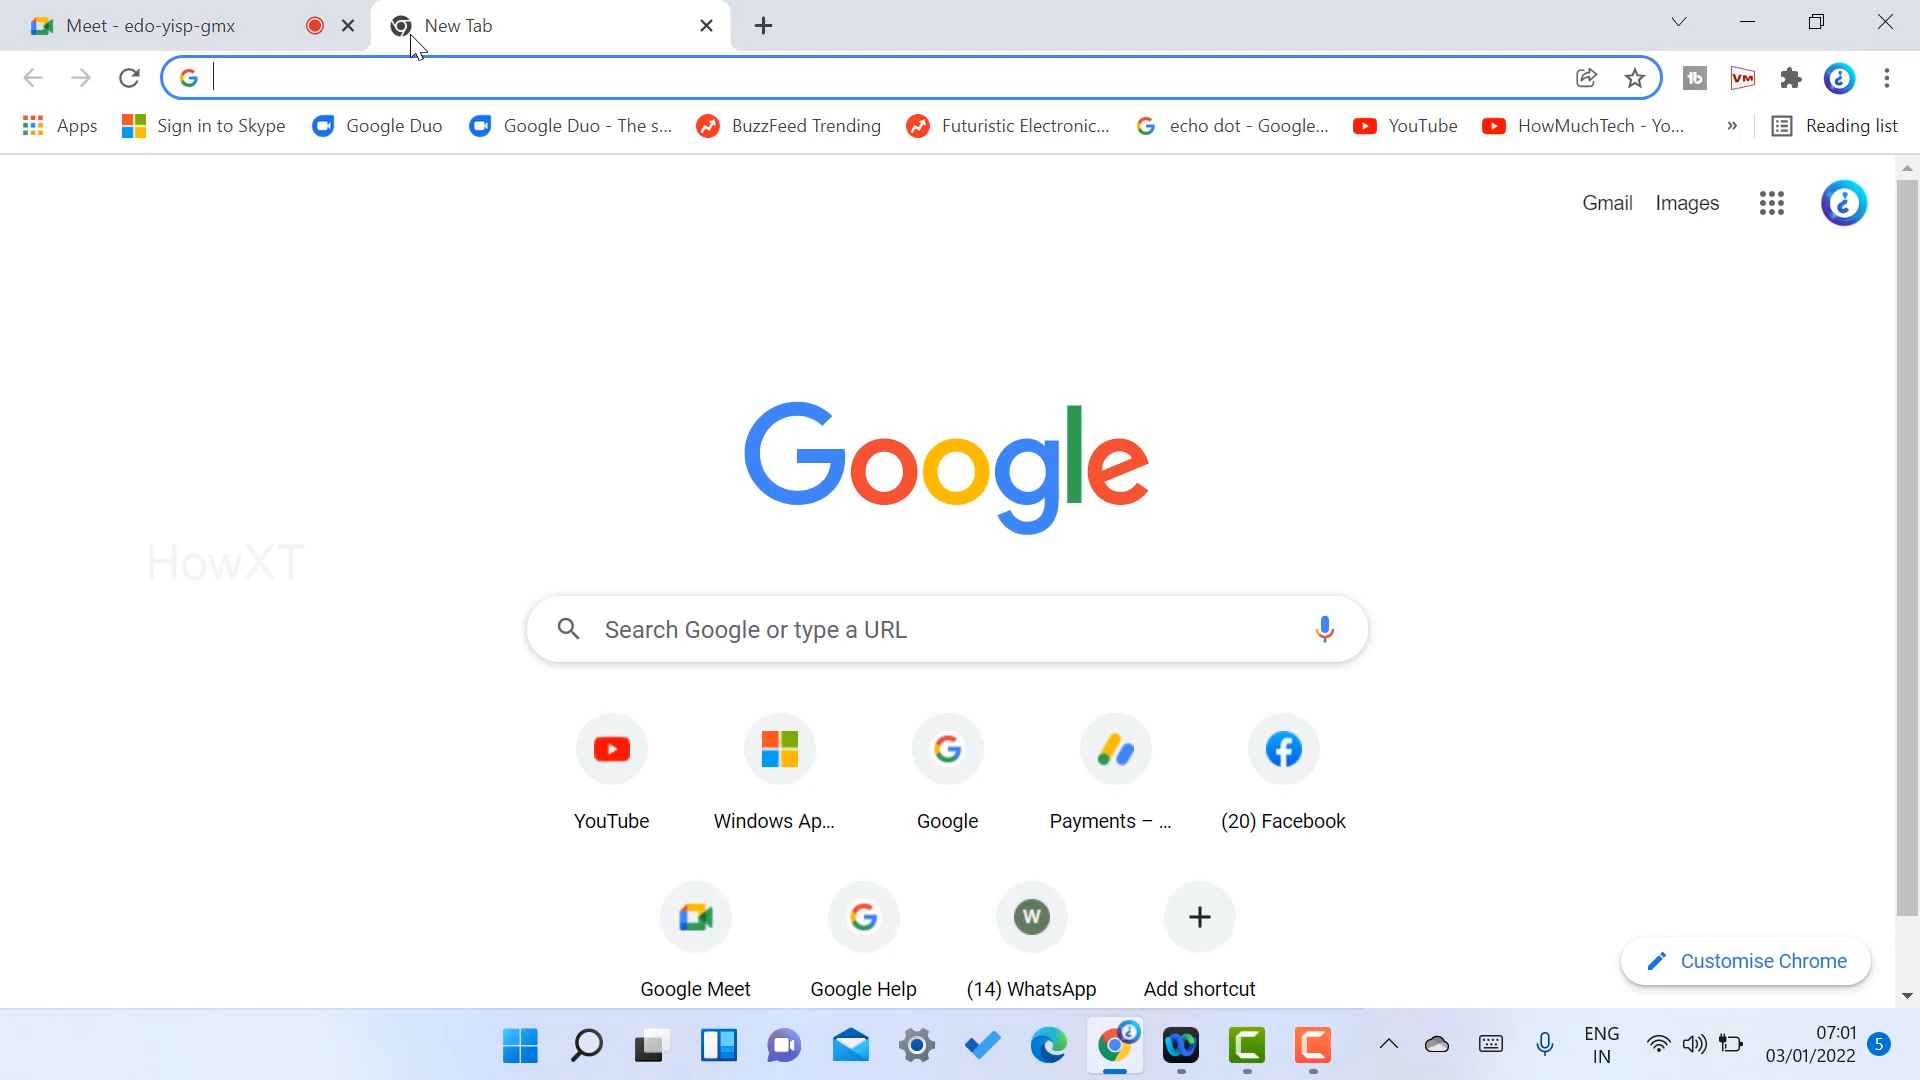 Meet - edo-yisp-gmx
New Tab
Apps
Sign in to Skype
Google Duo
Google Duo - The s...
BuzzFeed Trending
Futuristic Electronic...
echo dot - Google...
YouTube
HowMuchTech - Yo...
»
Reading list
Gmail
Images
Google
HowXT
Search Google or type a URL
YouTube
Windows Ap...
Google
Payments – ...
(20) Facebook
W
Google Meet
Google Help
(14) WhatsApp
Add shortcut
Customise Chrome
ENG
IN
07:01
03/01/2022
5